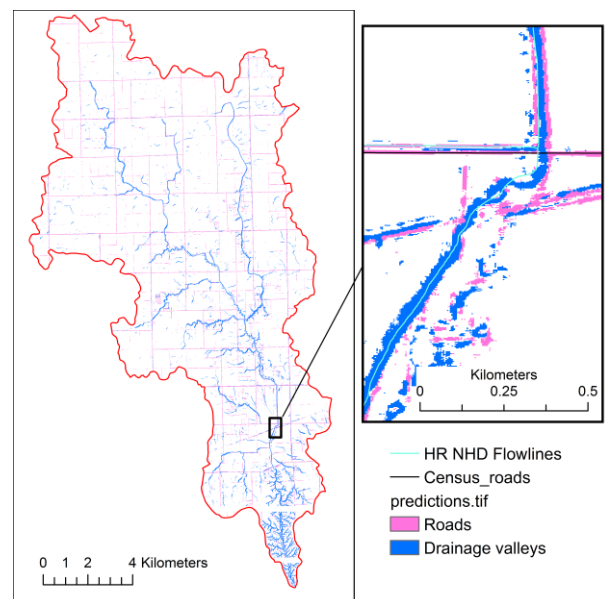 Kilometers
0 0.25 0.5
HR NHD Flowlines
Census_roads
predictions.tif
Roads
Drainage valleys
0 1 2 4 Kilometers